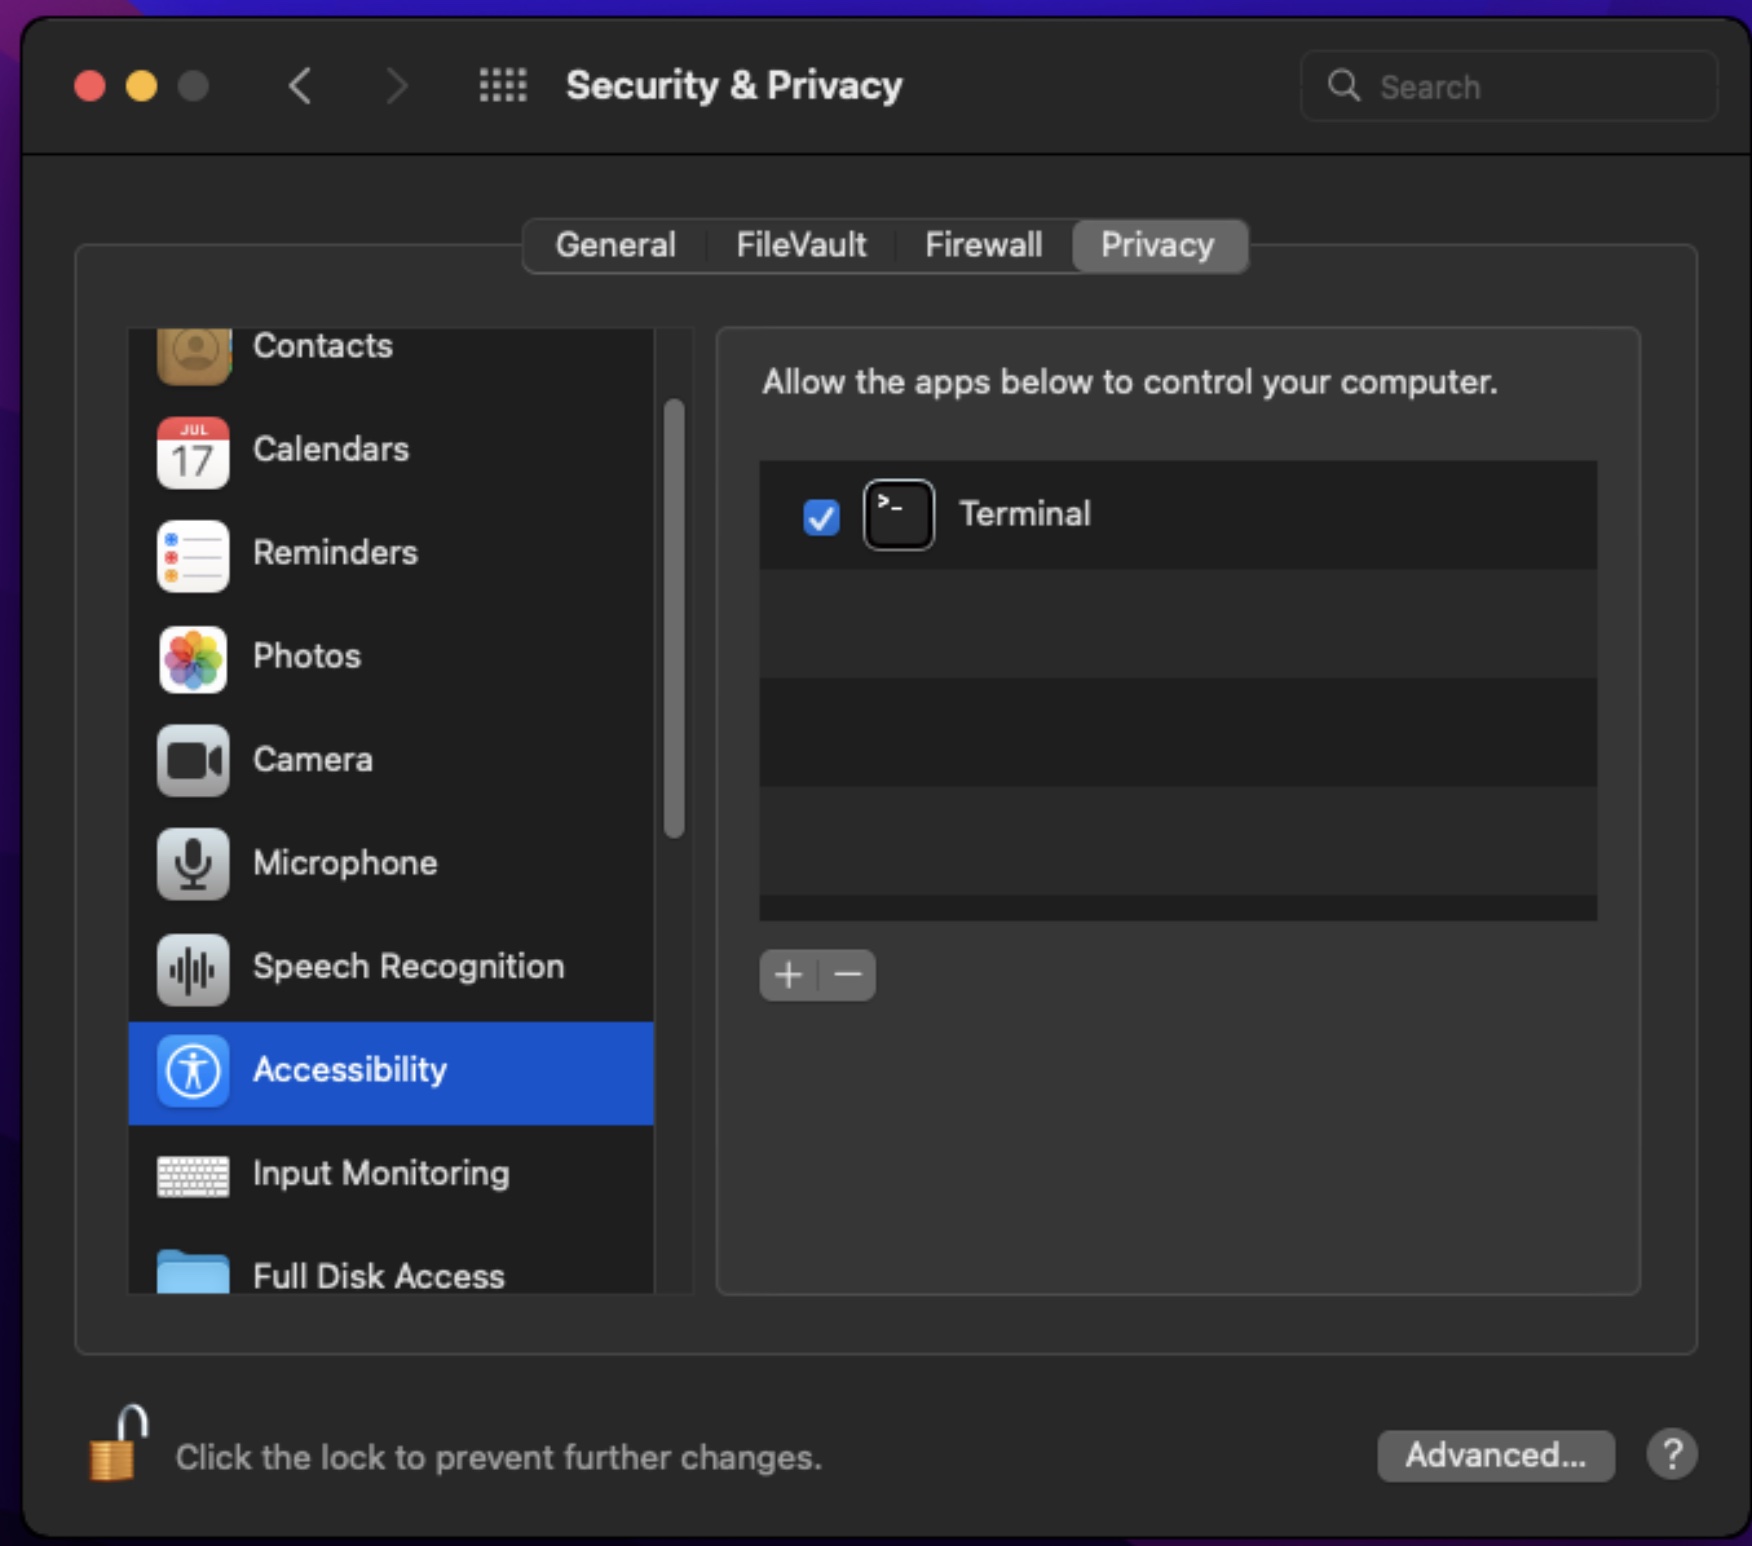 Security & Privacy
Search
General
FileVault
Firewall
Privacy
Contacts
JUL
17
Calendars
Reminders
Photos
Camera
Microphone
Speech Recognition
Accessibility
Input Monitoring
Full Disk Access
Allow the apps below to control your computer.
>_
Terminal
+
−
Click the lock to prevent further changes.
Advanced...
?